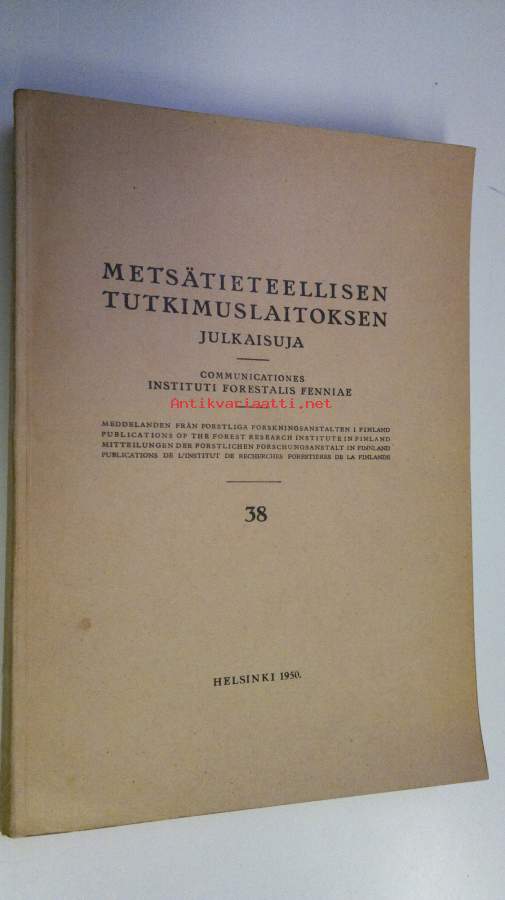 METSÄTIETEELLISEN
TUTKIMUSLAITOKSEN
JULKAISUJA
COMMUNICATIONES
INSTITUTI FORESTALIS FENNIAE
Antikvariaatti.net
MEDDELANDEN FRÅN FORSTLIGA FORSKNINGSANSTALTEN I FINLAND
PUBLICATIONS OF THE FOREST RESEARCH INSTITUTE IN FINLAND
MITTEILUNGEN DER FORSTLICHEN FORSCHUNGSANSTALT IN FINNLAND
PUBLICATIONS DE L'INSTITUT DE RECHERCHES FORESTIÈRES DE LA FINLANDE
38
HELSINKI 1950.